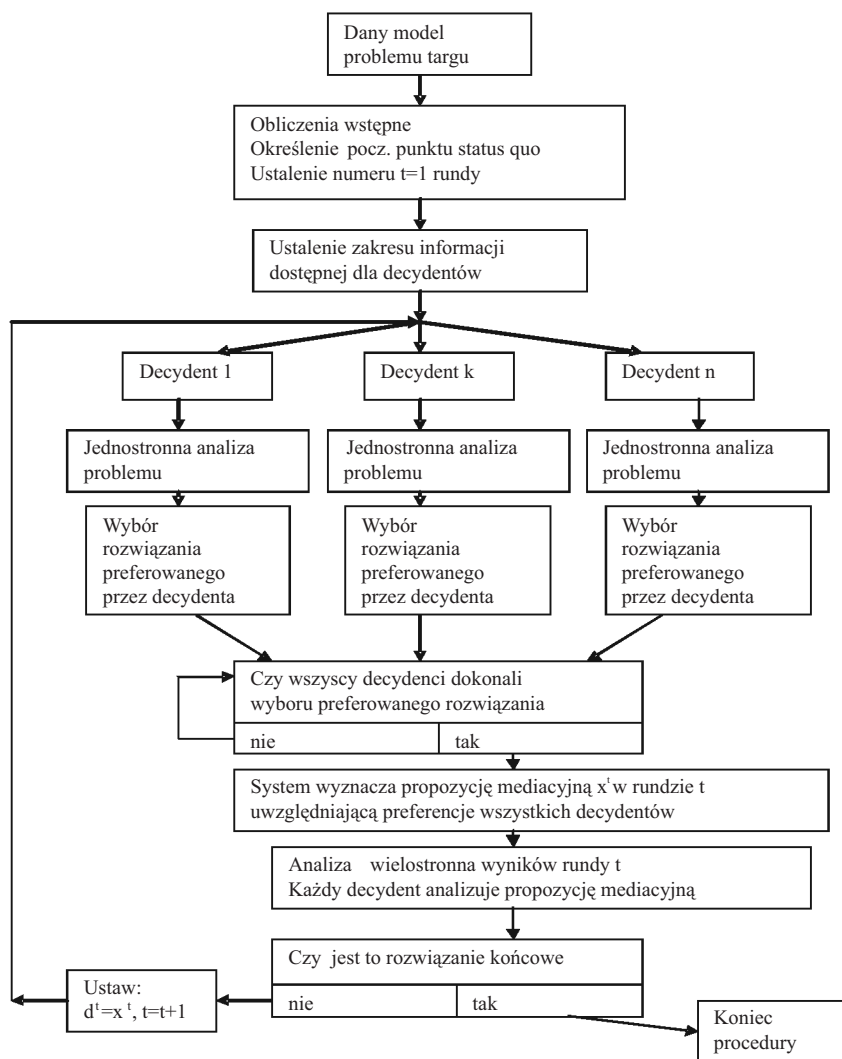 Dany model
problemu targu
Obliczenia wstępne
Określenie pocz. punktu status quo
Ustalenie numeru t=1 rundy
Ustalenie zakresu informacji
dostępnej dla decydentów
Decydent 1
Decydent k
Decydent n
Jednostronna analiza
problemu
Jednostronna analiza
problemu
Jednostronna analiza
problemu
Wybór
rozwiązania
preferowanego
przez decydenta
Wybór
rozwiązania
preferowanego
przez decydenta
Wybór
rozwiązania
preferowanego
przez decydenta
Czy wszyscy decydenci dokonali
wyboru preferowanego rozwiązania
nie
tak
System wyznacza propozycję mediacyjną xᵗ w rundzie t
uwzględniającą preferencje wszystkich decydentów
Analiza wielostronna wyników rundy t
Każdy decydent analizuje propozycję mediacyjną
Czy jest to rozwiązanie końcowe
nie
tak
Ustaw:
dᵗ=xᵗ, t=t+1
Koniec
procedury